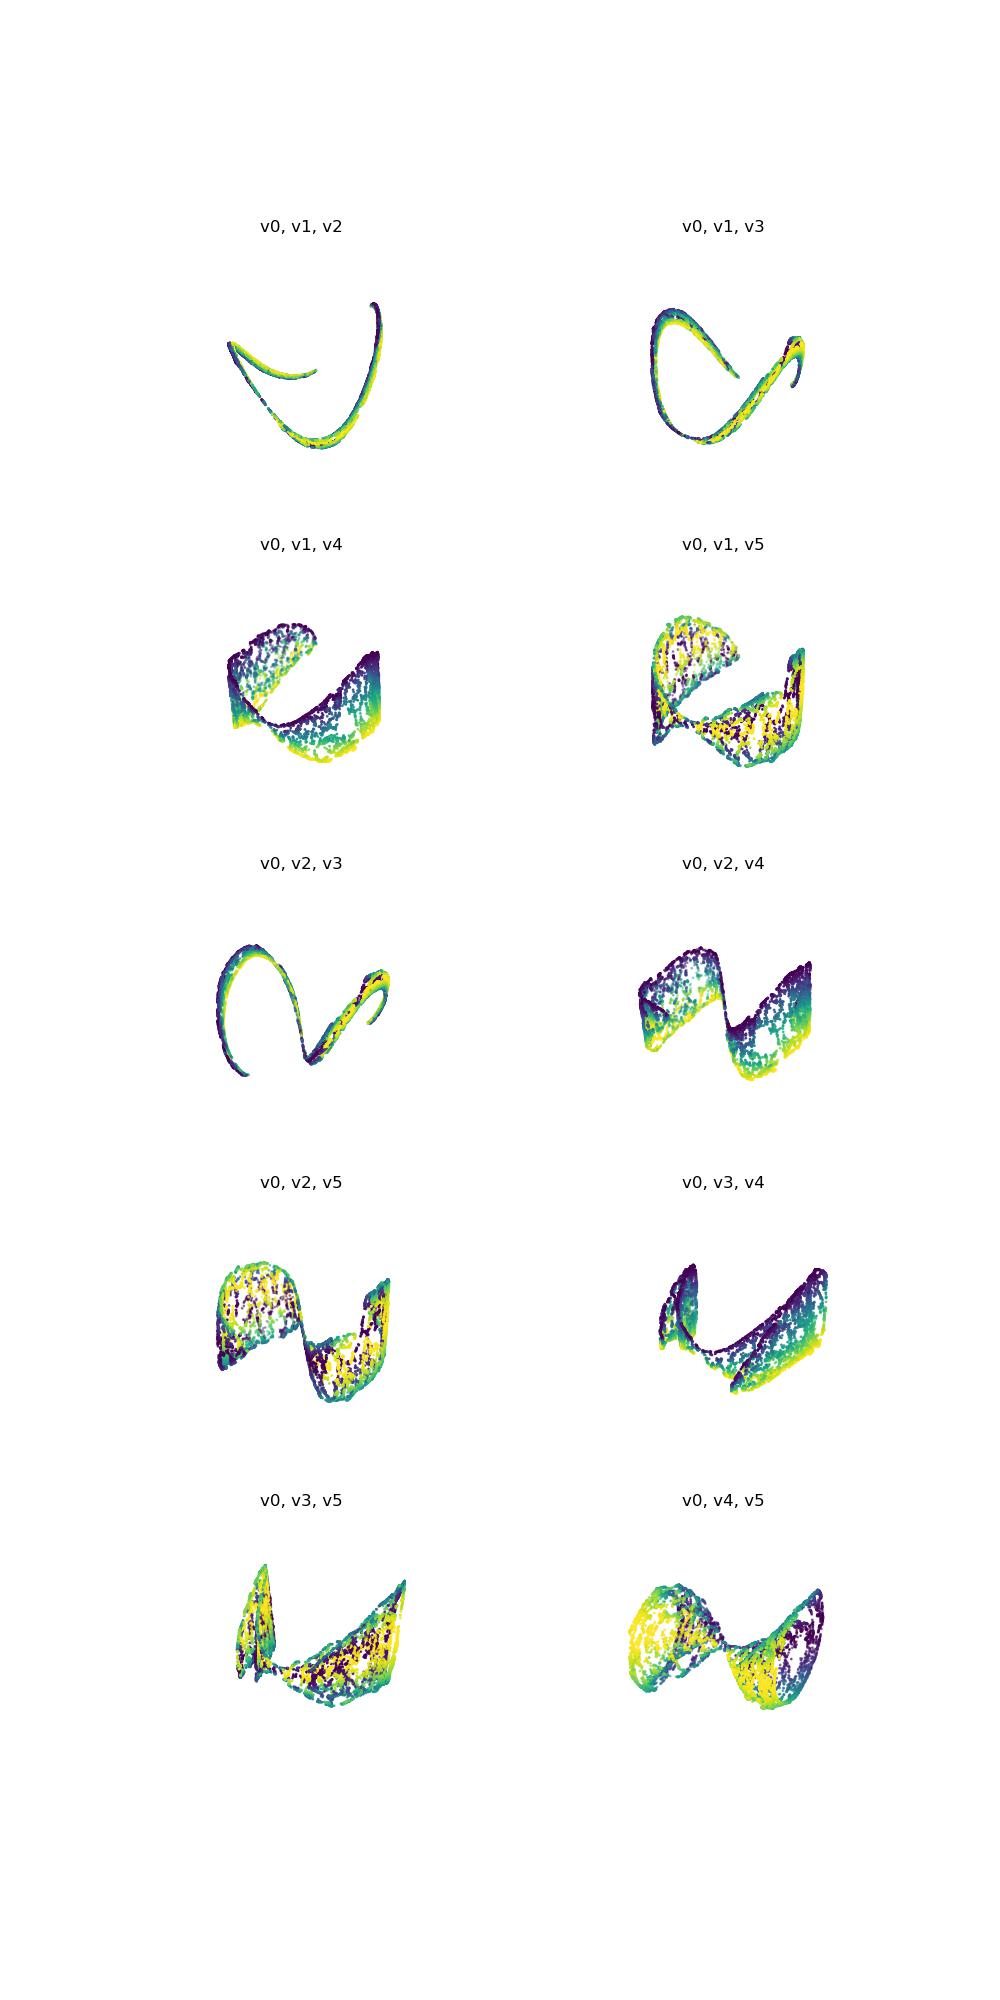 v0, v1, v2
v0, v1, v3
v0, v1, v4
v0, v1, v5
v0, v2, v3
v0, v2, v4
v0, v2, v5
v0, v3, v4
v0, v3, v5
v0, v4, v5